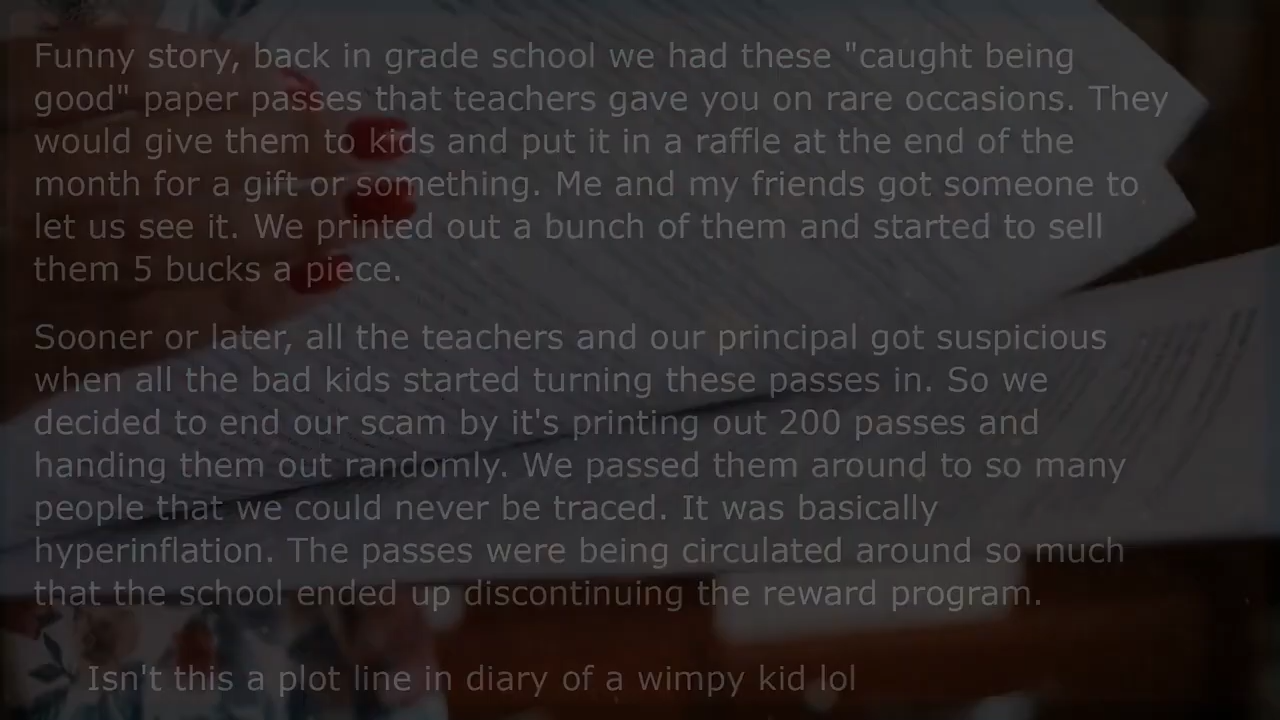 Funny story, back in grade school we had these "caught being
good" paper passes that teachers gave you on rare occasions. They
would give them to kids and put it in a raffle at the end of the
month for a gift or something. Me and my friends got someone to
let us see it. We printed out a bunch of them and started to sell
them 5 bucks a piece.
Sooner or later, all the teachers and our principal got suspicious
when all the bad kids started turning these passes in. So we
decided to end our scam by it's printing out 200 passes and
handing them out randomly. We passed them around to so many
people that we could never be traced. It was basically
hyperinflation. The passes were being circulated around so much
that the school ended up discontinuing the reward program.
Isn't this a plot line in diary of a wimpy kid lol